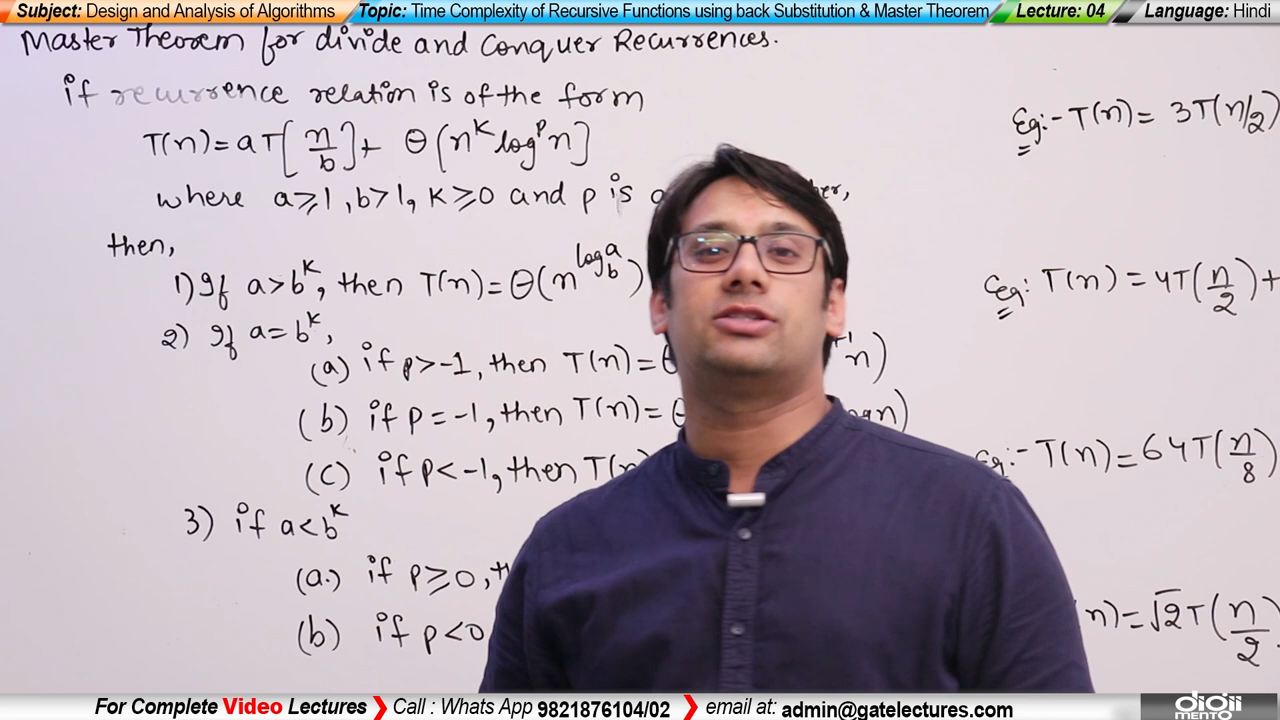 Subject: Design and Analysis of Algorithms Topic: Time Complexity of Recursive Functions using back Substitution & Master Theorem Lecture: 04 Language: Hindi
Master Theorem for divide and Conquer Recurrences.
if recurrence relation is of the form
T(n)=aT[n/b]+ θ(n^k log^p n]
where a≥1, b>1, k≥0 and p is
then,
1) If a>b^k, then T(n)=θ(n^log_b^a)
2) If a=b^k,
(a) if p>-1, then T(n)=θ n)
(b) if p=-1, then T(n)=θ
(c) if p<-1, then T(n)
3) if a<b^k
(a.) if p≥0,
(b) if p<0
Eg:- T(n)= 3T(n/2)
Eg: T(n)=4T(n/2)+
Eg:- T(n)=64T(n/8)
n)=√2T(n/2)
For Complete Video Lectures Call : Whats App 9821876104/02 email at: admin@gatelectures.com
digii
MENTO